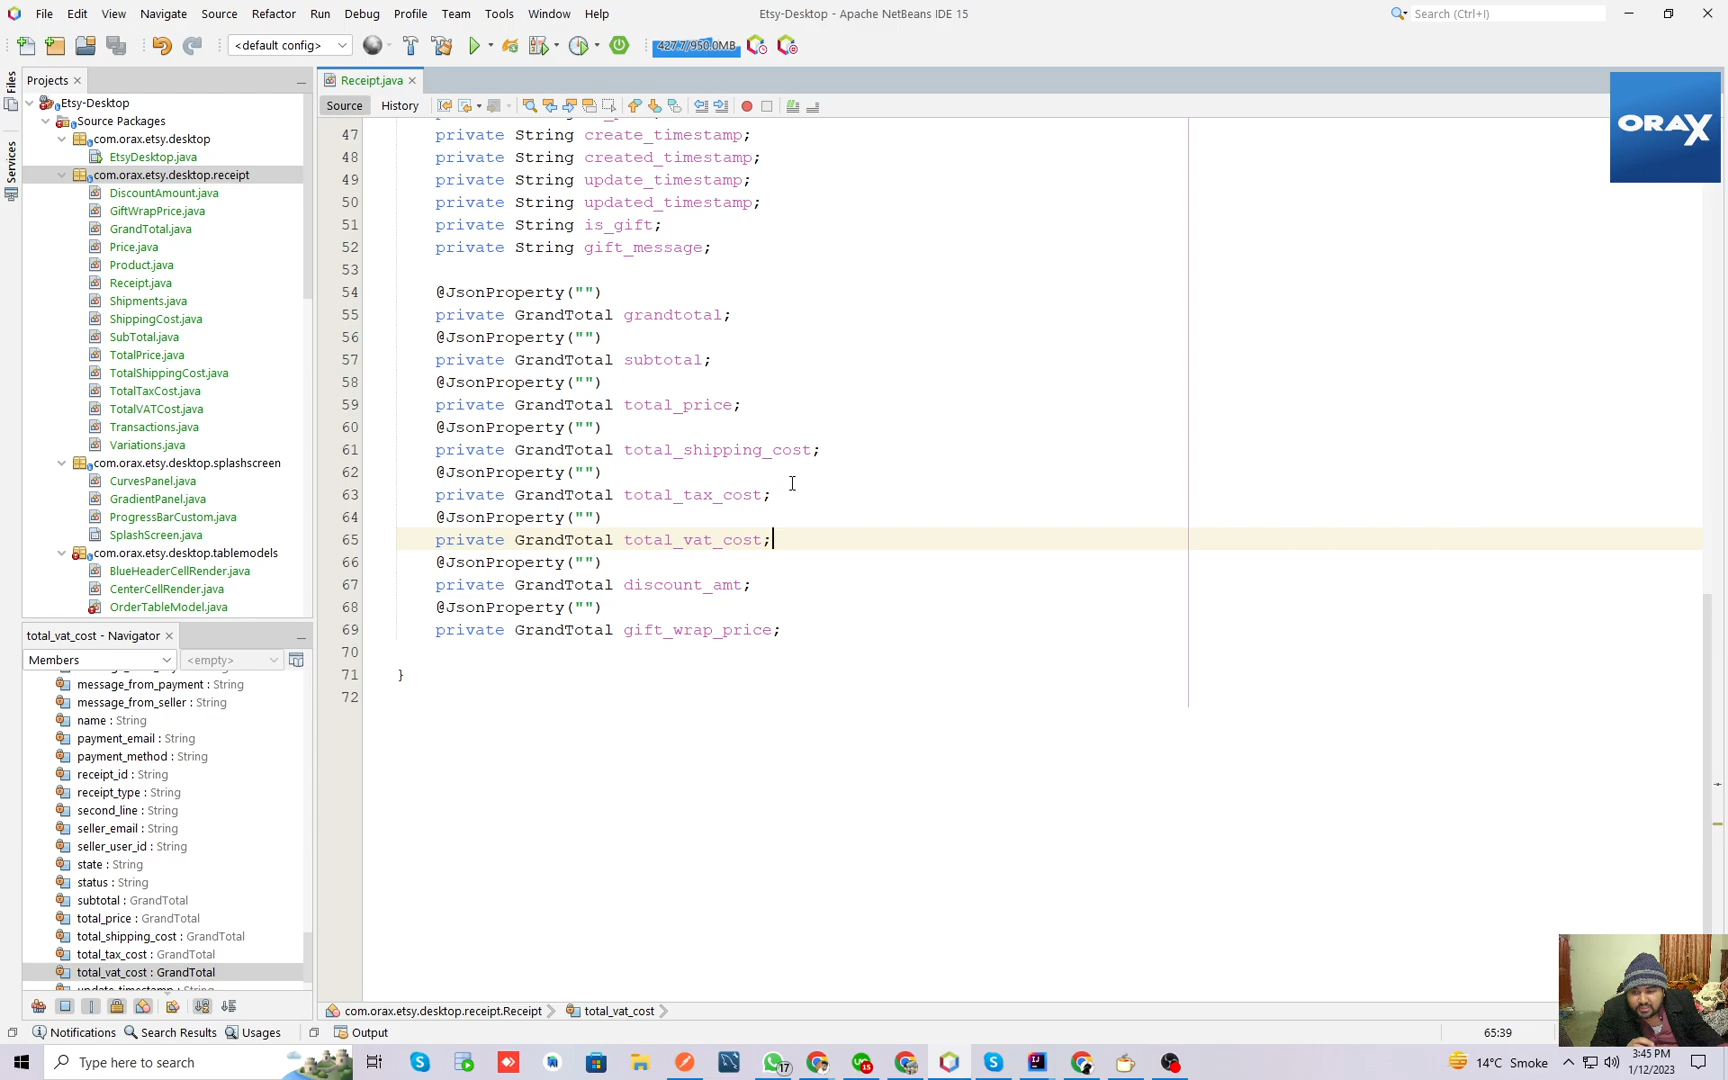 File Edit View Navigate Source Refactor Run Debug Profile Team Tools Window Help
Etsy-Desktop - Apache NetBeans IDE 15
Search (Ctrl+I)
<default config>
427.7/950.0MB
Files
Services
Projects
Receipt.java
Source History
ORAX
Etsy-Desktop
Source Packages
com.orax.etsy.desktop
EtsyDesktop.java
com.orax.etsy.desktop.receipt
DiscountAmount.java
GiftWrapPrice.java
GrandTotal.java
Price.java
Product.java
Receipt.java
Shipments.java
ShippingCost.java
SubTotal.java
TotalPrice.java
TotalShippingCost.java
TotalTaxCost.java
TotalVATCost.java
Transactions.java
Variations.java
com.orax.etsy.desktop.splashscreen
CurvesPanel.java
GradientPanel.java
ProgressBarCustom.java
SplashScreen.java
com.orax.etsy.desktop.tablemodels
BlueHeaderCellRender.java
CenterCellRender.java
OrderTableModel.java
47 private String create_timestamp;
48 private String created_timestamp;
49 private String update_timestamp;
50 private String updated_timestamp;
51 private String is_gift;
52 private String gift_message;
53
54 @JsonProperty("")
55 private GrandTotal grandtotal;
56 @JsonProperty("")
57 private GrandTotal subtotal;
58 @JsonProperty("")
59 private GrandTotal total_price;
60 @JsonProperty("")
61 private GrandTotal total_shipping_cost;
62 @JsonProperty("")
63 private GrandTotal total_tax_cost;
64 @JsonProperty("")
65 private GrandTotal total_vat_cost;
66 @JsonProperty("")
67 private GrandTotal discount_amt;
68 @JsonProperty("")
69 private GrandTotal gift_wrap_price;
70
71 }
72
total_vat_cost - Navigator
Members
<empty>
message_from_payment : String
message_from_seller : String
name : String
payment_email : String
payment_method : String
receipt_id : String
receipt_type : String
second_line : String
seller_email : String
seller_user_id : String
state : String
status : String
subtotal : GrandTotal
total_price : GrandTotal
total_shipping_cost : GrandTotal
total_tax_cost : GrandTotal
total_vat_cost : GrandTotal
update_timestamp : String
com.orax.etsy.desktop.receipt.Receipt
total_vat_cost
Notifications Search Results Usages Output
65:39
Type here to search
17
15
14°C Smoke
3:45 PM
1/12/2023